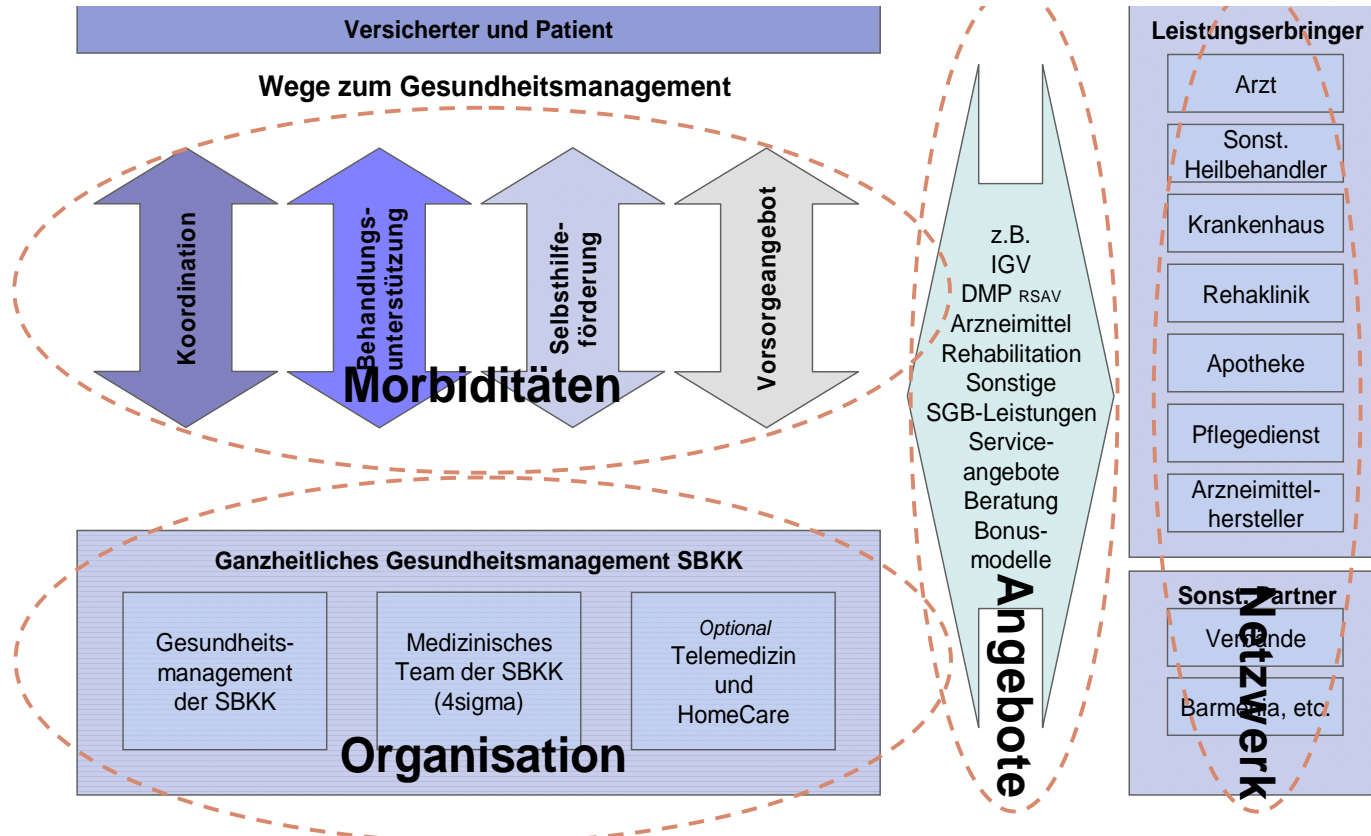 Versicherter und Patient
Wege zum Gesundheitsmanagement
Koordination
Behandlungs-
unterstützung
Selbsthilfe-
förderung
Vorsorgeangebot
Morbiditäten
Ganzheitliches Gesundheitsmanagement SBKK
Gesundheits-
management
der SBKK
Medizinisches
Team der SBKK
(4sigma)
Optional
Telemedizin
und
HomeCare
Organisation
z.B.
IGV
DMP RSAV
Arzneimittel
Rehabilitation
Sonstige
SGB-Leistungen
Service-
angebote
Beratung
Bonus-
modelle
Angebote
Leistungserbringer
Arzt
Sonst.
Heilbehandler
Krankenhaus
Rehaklinik
Apotheke
Pflegedienst
Arzneimittel-
hersteller
Sonst. Partner
Verbände
Barmenia, etc.
Netzwerk